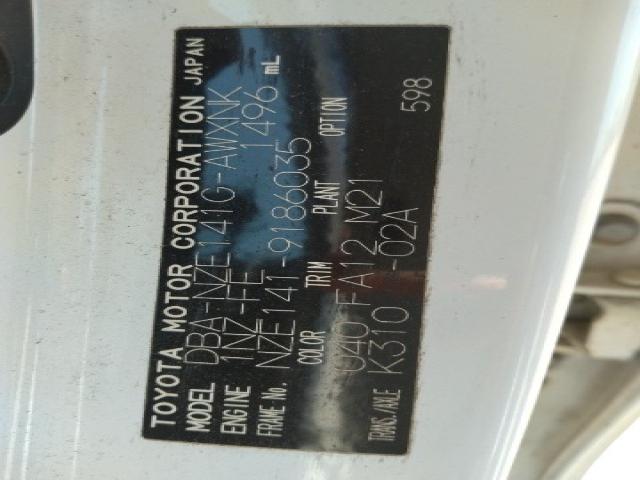 TOYOTA MOTOR CORPORATION JAPAN
MODEL DBA-NZE141G-AWXNK
ENGINE 1NZ-FE 1496 mL
FRAME No. NZE141-9186035
COLOR TRIM PLANT OPTION
040 FA12 M21
TRANS./AXLE K310 -02A 598